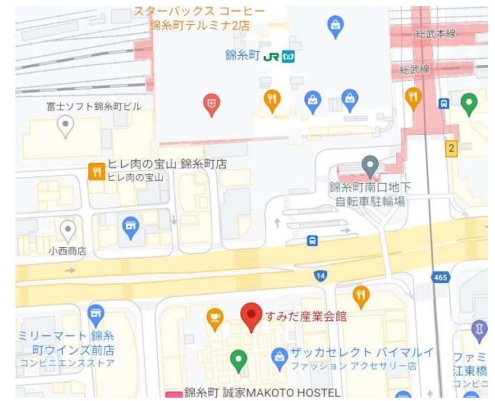 スターバックス コーヒー
錦糸町テルミナ2店
総武本線
錦糸町 JR
総武線
富士ソフト錦糸町ビル
2
ヒレ肉の宝山 錦糸町店
ヒレ肉の宝山
錦糸町南口地下
自転車駐輪場
小西商店
14
465
すみだ産業会館
ミリーマート 錦糸
町ウインズ前店
コンビニエンスストア
ザッカセレクト バイマルイ
ファッション アクセサリー店
ファミ
江東橋
コンビニ
錦糸町 誠家MAKOTO HOSTEL